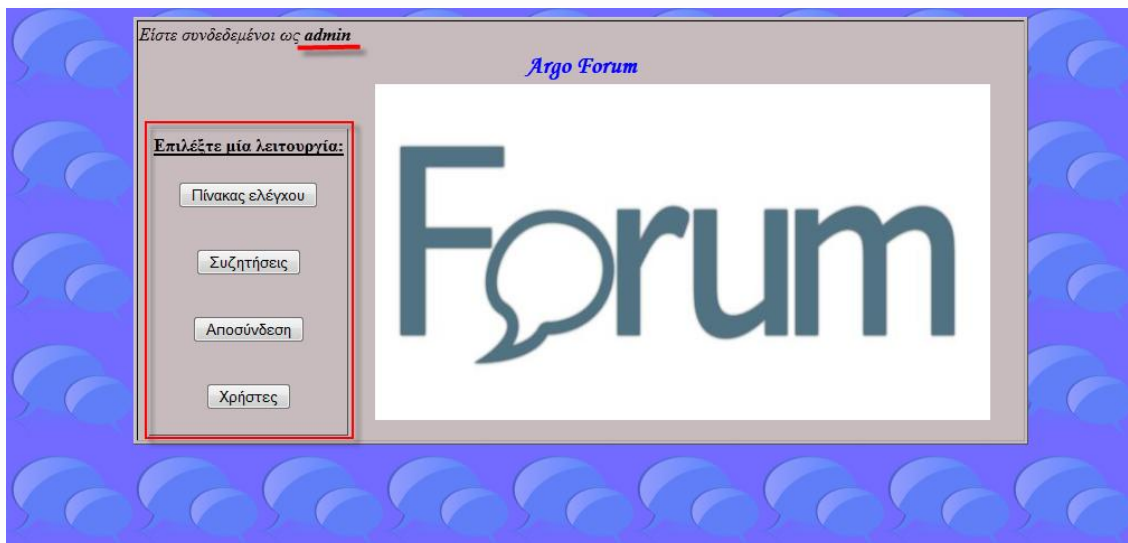 Είστε συνδεδεμένοι ως admin
Argo Forum
Επιλέξτε μία λειτουργία:
Πίνακας ελέγχου
Συζητήσεις
Αποσύνδεση
Χρήστες
Forum